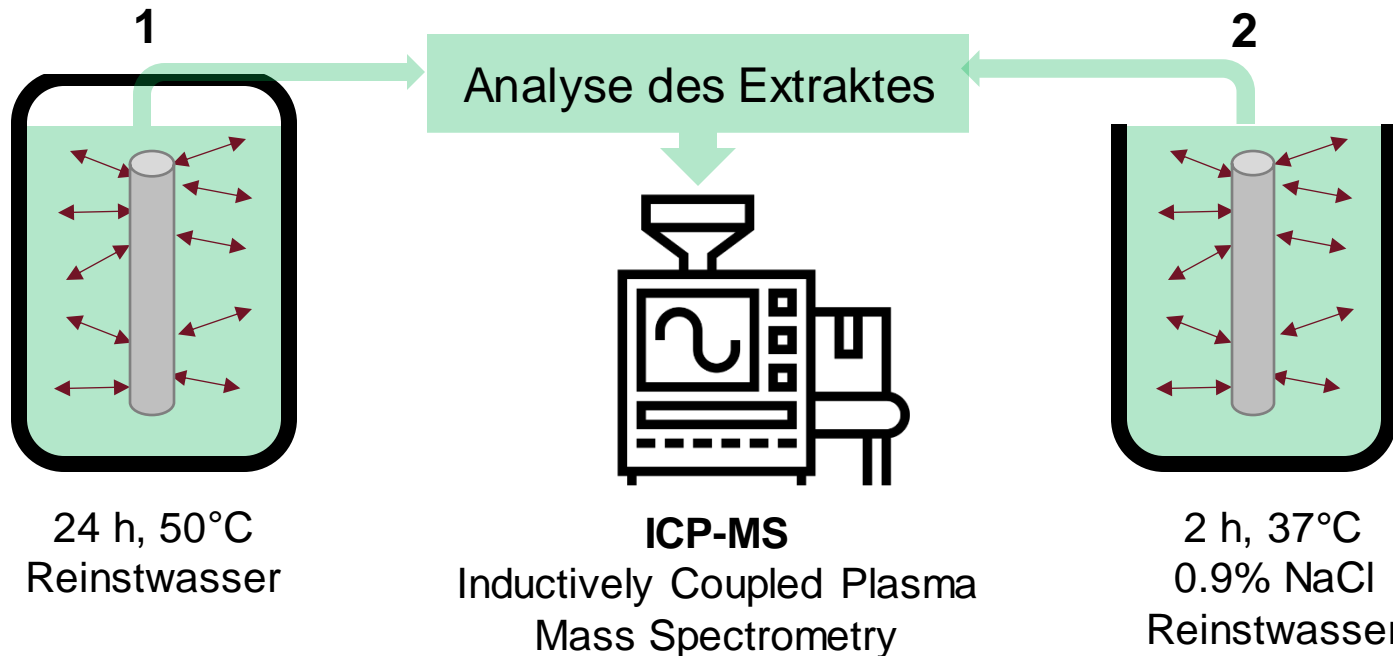 1
2
Analyse des Extraktes
24 h, 50°C
Reinstwasser
ICP-MS
Inductively Coupled Plasma
Mass Spectrometry
2 h, 37°C
0.9% NaCl
Reinstwasser